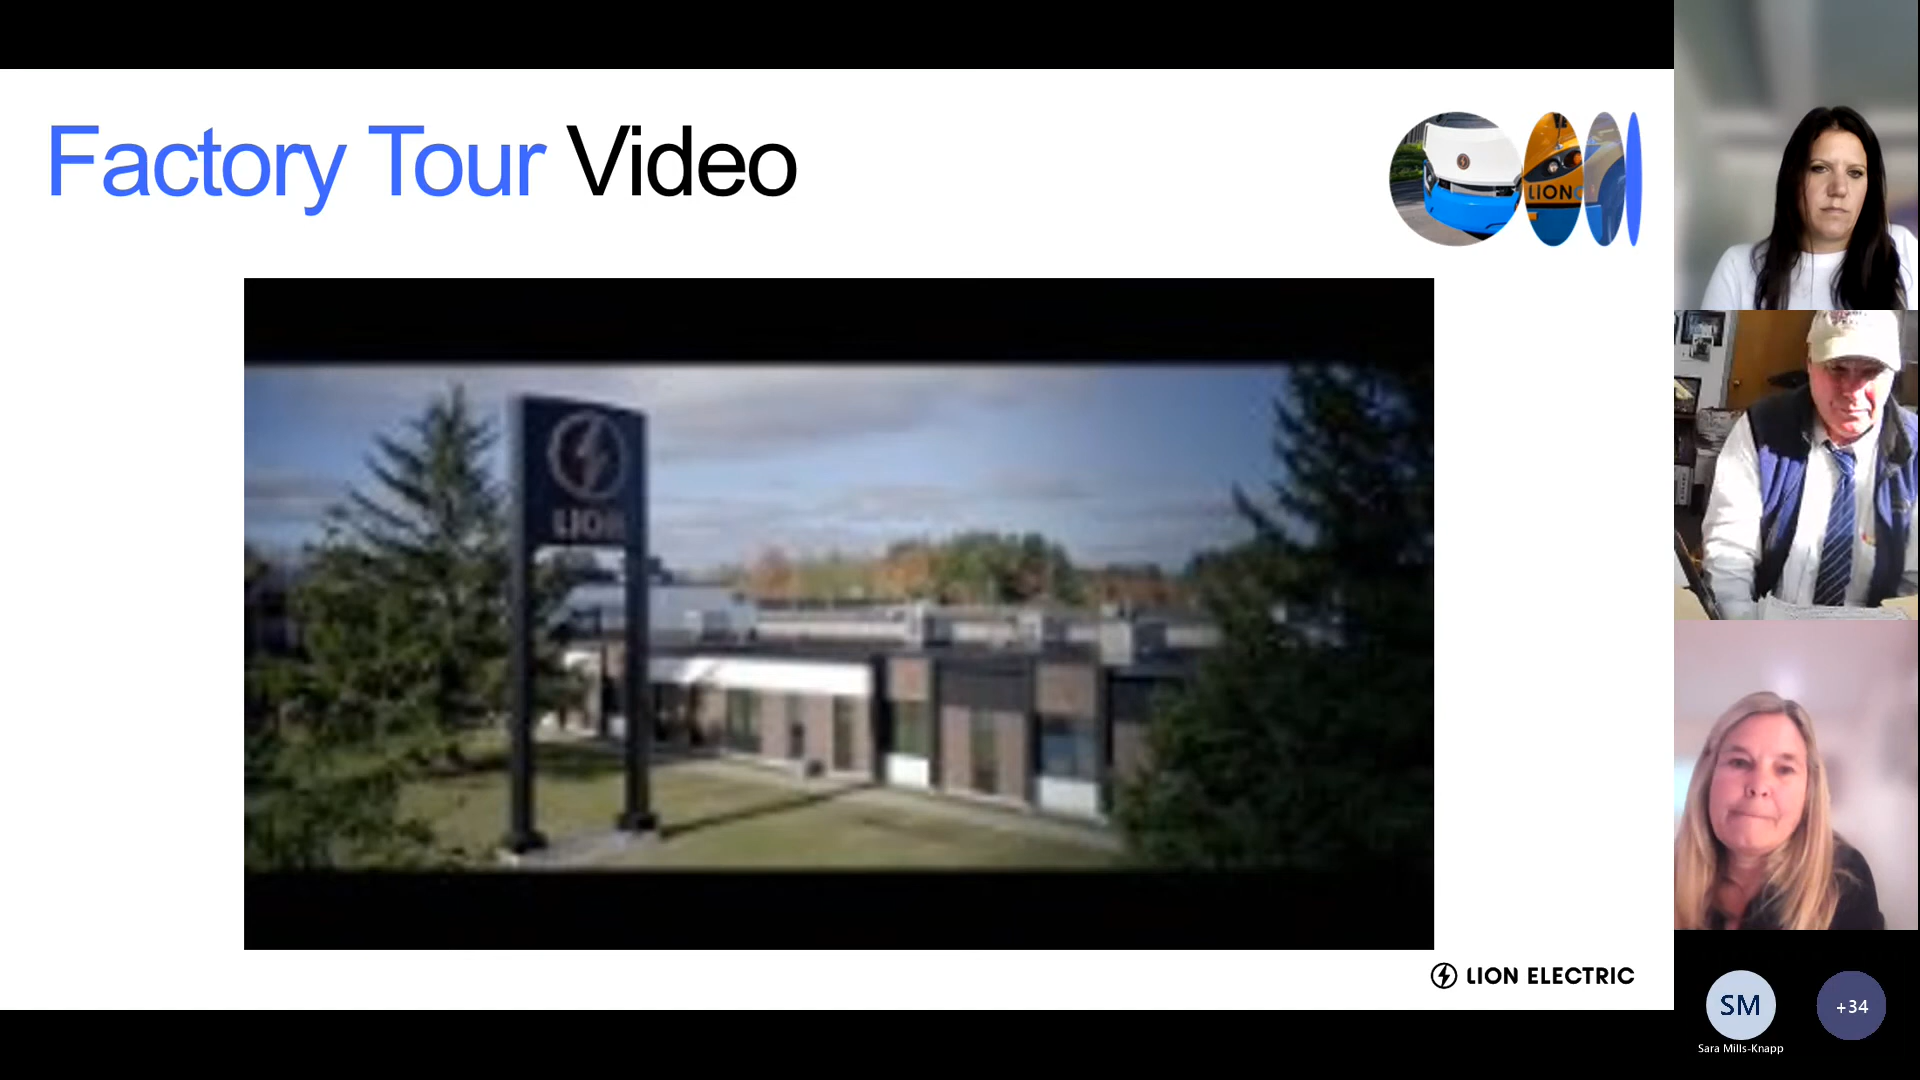 Factory Tour Video
LION
LION
LION ELECTRIC
SM
+34
Sara Mills-Knapp